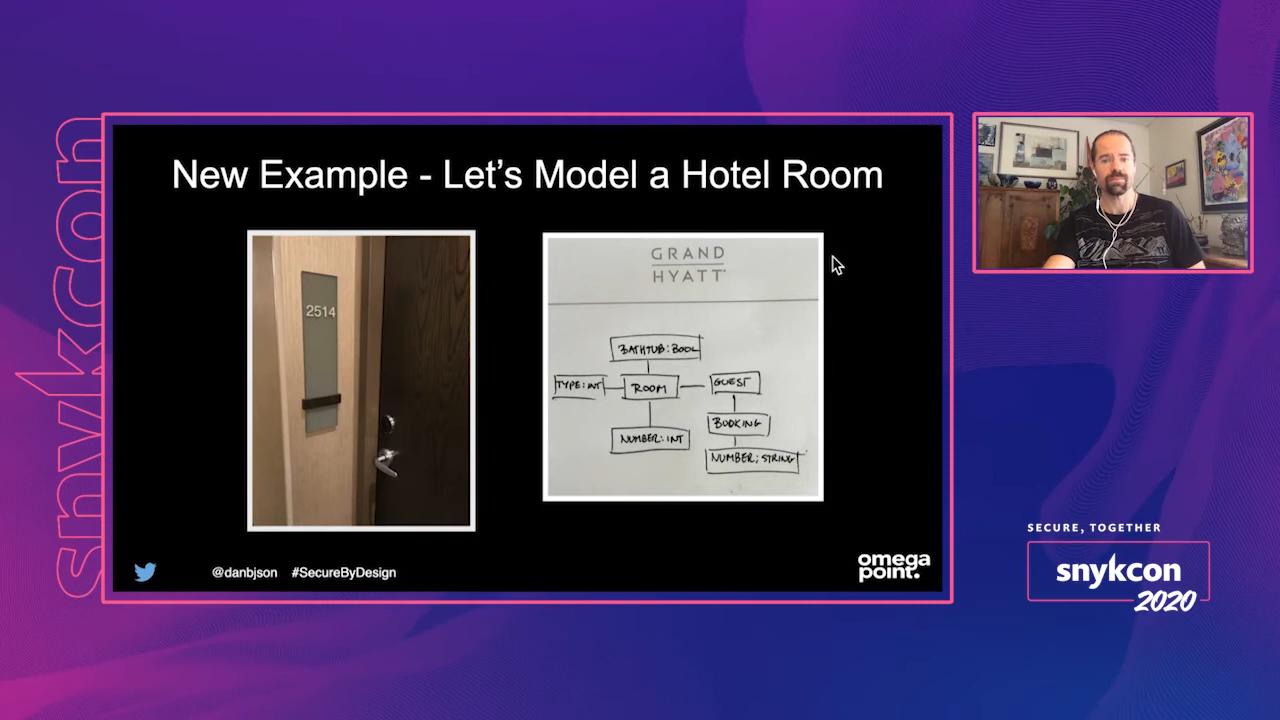 snykcon
New Example - Let's Model a Hotel Room
2514
GRAND
HYATT
BATHTUB: BOOL
TYPE: INT
ROOM
GUEST
BOOKING
NUMBER: INT
NUMBER: STRING
@danbjson #SecureByDesign
omega
point.
SECURE, TOGETHER
snykcon
2020